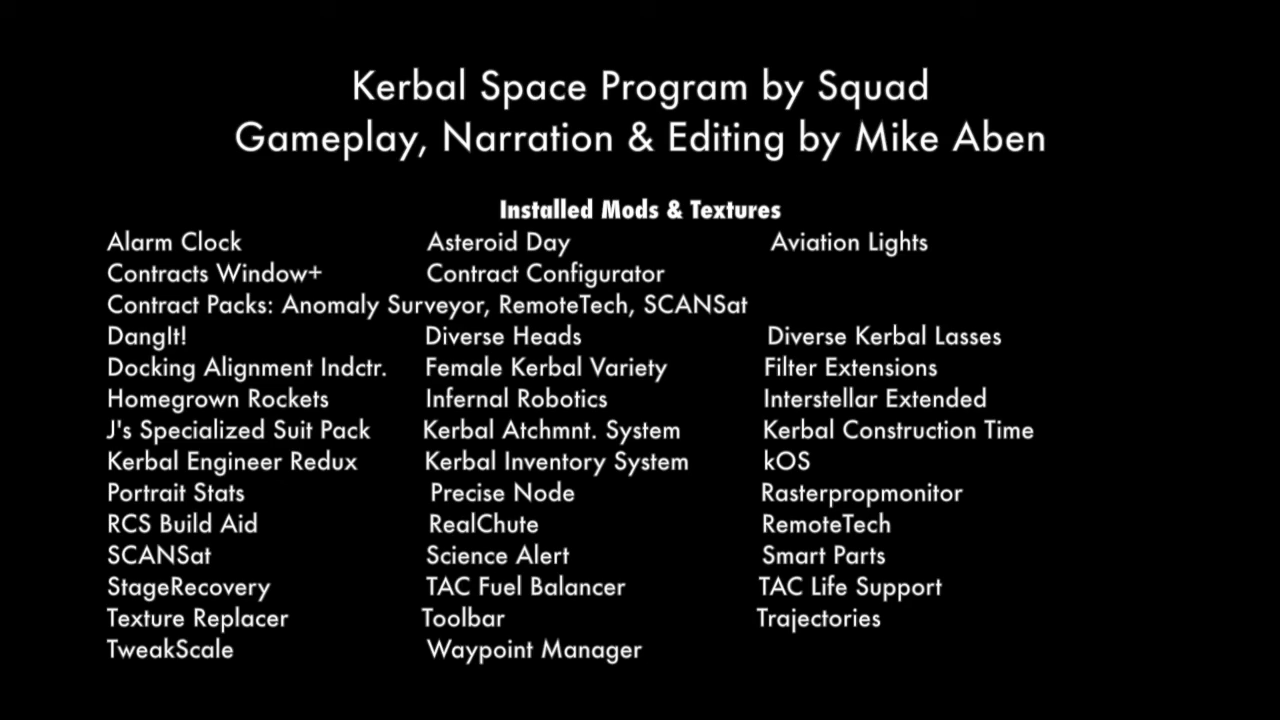 Kerbal Space Program by Squad
Gameplay, Narration & Editing by Mike Aben
Installed Mods & Textures
Alarm Clock Asteroid Day Aviation Lights
Contracts Window+ Contract Configurator
Contract Packs: Anomaly Surveyor, RemoteTech, SCANSat
DangIt! Diverse Heads Diverse Kerbal Lasses
Docking Alignment Indctr. Female Kerbal Variety Filter Extensions
Homegrown Rockets Infernal Robotics Interstellar Extended
J's Specialized Suit Pack Kerbal Atchmnt. System Kerbal Construction Time
Kerbal Engineer Redux Kerbal Inventory System kOS
Portrait Stats Precise Node Rasterpropmonitor
RCS Build Aid RealChute RemoteTech
SCANSat Science Alert Smart Parts
StageRecovery TAC Fuel Balancer TAC Life Support
Texture Replacer Toolbar Trajectories
TweakScale Waypoint Manager